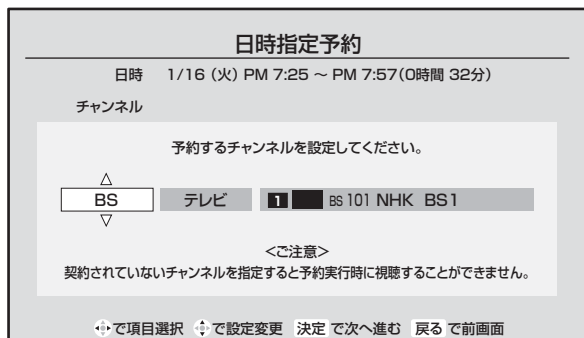 日時指定予約
日時 1/16 (火) PM 7:25 ~ PM 7:57(0時間 32分)
チャンネル
予約するチャンネルを設定してください。
BS テレビ 1 BS 101 NHK BS1
<ご注意>
契約されていないチャンネルを指定すると予約実行時に視聴することができません。
で項目選択 で設定変更 決定 で次へ進む 戻る で前画面